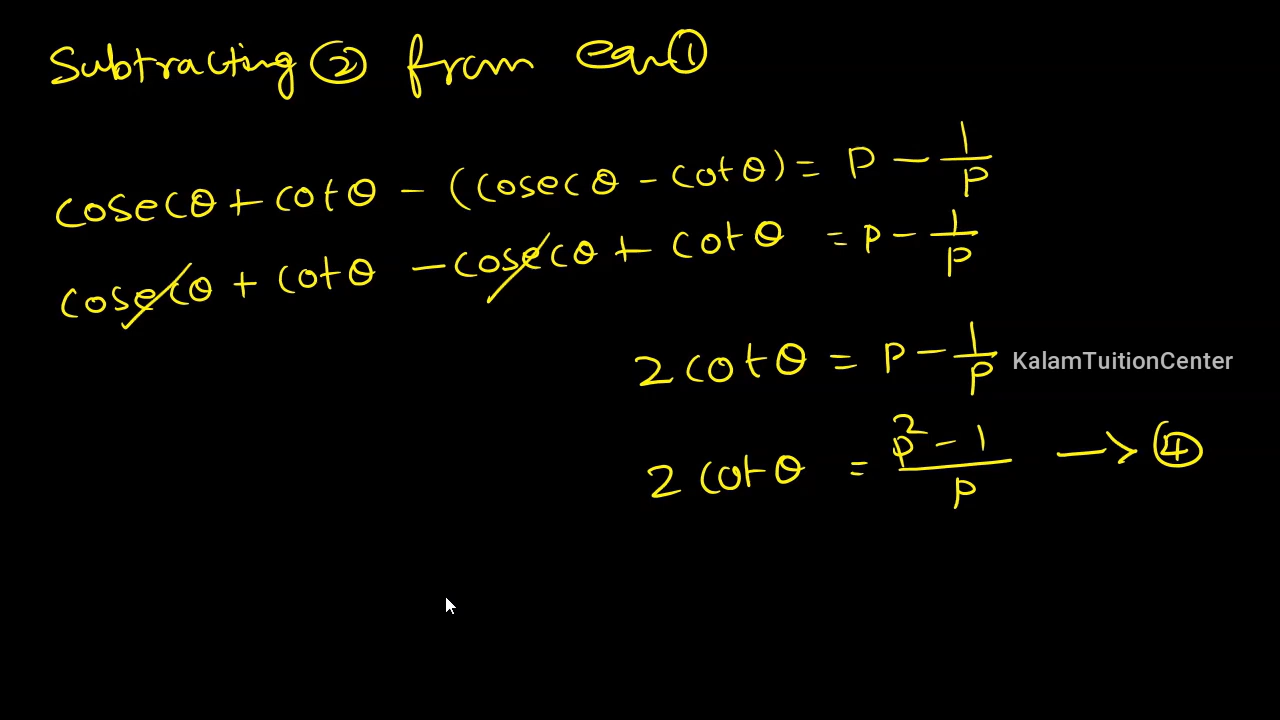 Subtracting ② from eqn①
cosecθ + cotθ - (cosecθ - cotθ) = P - 1/P
cosecθ + cotθ - cosecθ + cotθ = P - 1/P
2cotθ = P - 1/P
KalamTuitionCenter
2cotθ = P² - 1/P → ④